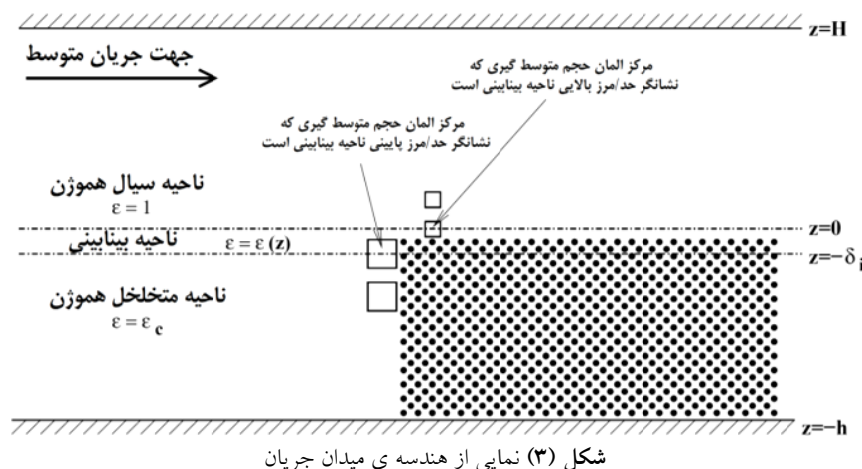 z=H
جهت جریان متوسط
مرکز المان حجم متوسط گیری که
نشانگر حد/مرز بالایی ناحیه بینابینی است
مرکز المان حجم متوسط گیری که
نشانگر حد/مرز پایینی ناحیه بینابینی است
ناحیه سیال هموژن
ε = 1
z=0
ناحیه بینابینی
ε = ε(z)
z=−δi
ناحیه متخلخل هموژن
ε = εc
z=−h
شکل (۳) نمایی از هندسه ی میدان جریان